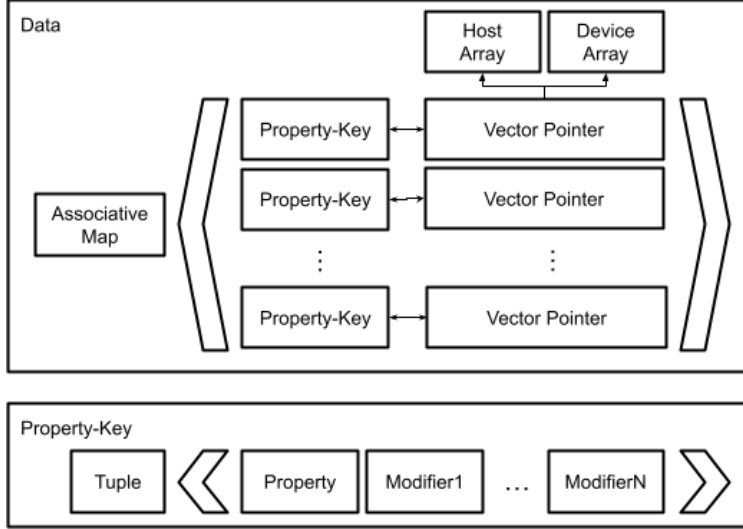 Data
Host
Array
Device
Array
Property-Key
Vector Pointer
Property-Key
Vector Pointer
Associative
Map
⋮
⋮
Property-Key
Vector Pointer
Property-Key
Tuple
Property
Modifier1
...
ModifierN